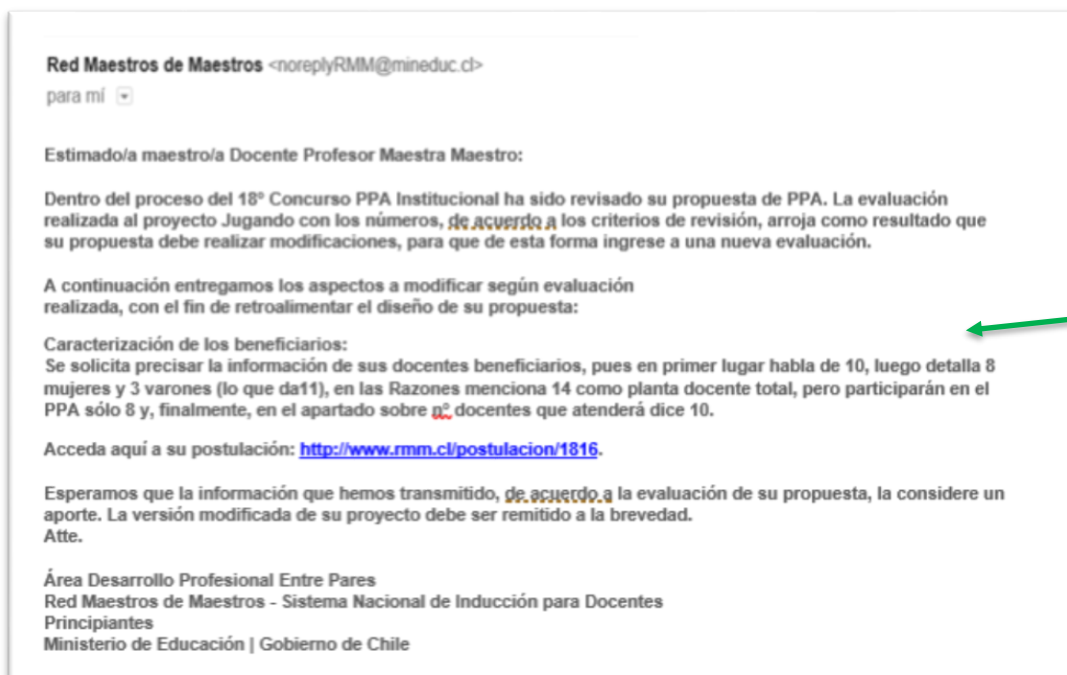 Red Maestros de Maestros <noreplyRMM@mineduc.cl>
para mí
Estimado/a maestro/a Docente Profesor Maestra Maestro:
Dentro del proceso del 18° Concurso PPA Institucional ha sido revisado su propuesta de PPA. La evaluación
realizada al proyecto Jugando con los números, de acuerdo a los criterios de revisión, arroja como resultado que
su propuesta debe realizar modificaciones, para que de esta forma ingrese a una nueva evaluación.
A continuación entregamos los aspectos a modificar según evaluación
realizada, con el fin de retroalimentar el diseño de su propuesta:
Caracterización de los beneficiarios:
Se solicita precisar la información de sus docentes beneficiarios, pues en primer lugar habla de 10, luego detalla 8
mujeres y 3 varones (lo que da11), en las Razones menciona 14 como planta docente total, pero participarán en el
PPA sólo 8 y, finalmente, en el apartado sobre n° docentes que atenderá dice 10.
Acceda aquí a su postulación: http://www.rmm.cl/postulacion/1816.
Esperamos que la información que hemos transmitido, de acuerdo a la evaluación de su propuesta, la considere un
aporte. La versión modificada de su proyecto debe ser remitido a la brevedad.
Atte.
Área Desarrollo Profesional Entre Pares
Red Maestros de Maestros - Sistema Nacional de Inducción para Docentes
Principiantes
Ministerio de Educación | Gobierno de Chile